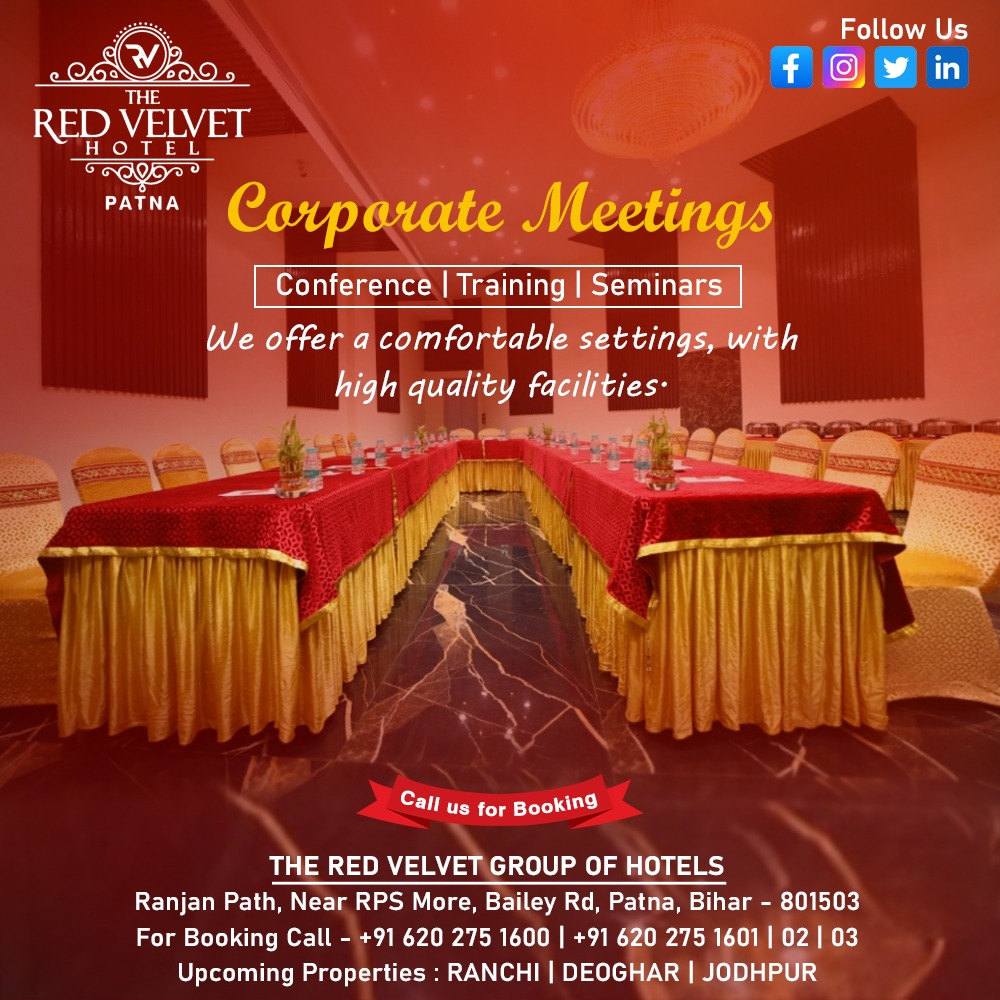 RV
THE
RED VELVET
HOTEL
PATNA
Follow Us
Corporate Meetings
Conference | Training | Seminars
We offer a comfortable settings, with
high quality facilities.
Call us for Booking
THE RED VELVET GROUP OF HOTELS
Ranjan Path, Near RPS More, Bailey Rd, Patna, Bihar - 801503
For Booking Call - +91 620 275 1600 | +91 620 275 1601 | 02 | 03
Upcoming Properties : RANCHI | DEOGHAR | JODHPUR